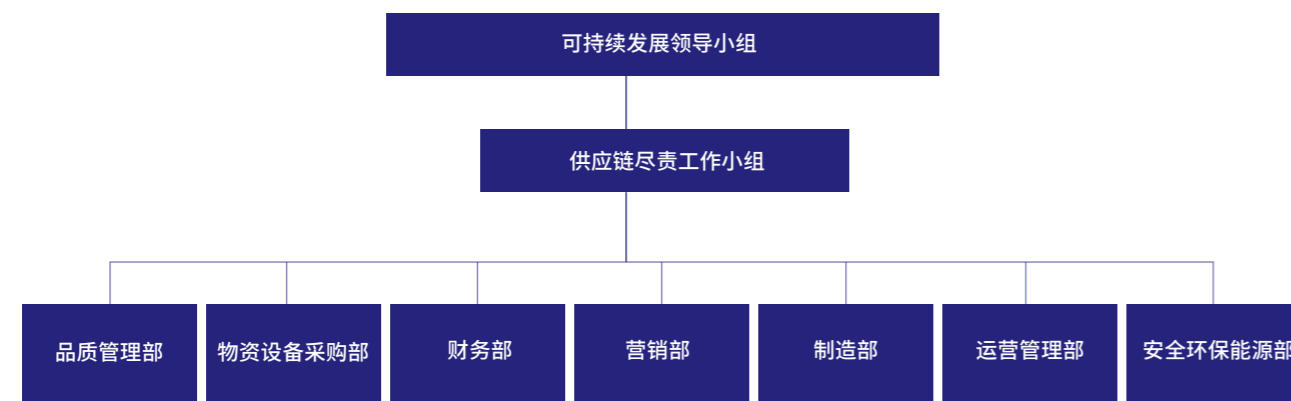 可持续发展领导小组
供应链尽责工作小组
品质管理部
物资设备采购部
财务部
营销部
制造部
运营管理部
安全环保能源部